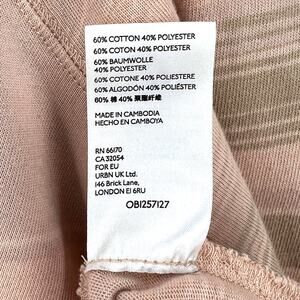 60% COTTON 40% POLYESTER
60% COTON 40% POLYESTER
60% BAUMWOLLE
40% POLYESTER
60% COTONE 40% POLIESTERE
60% ALGODÓN 40% POLIÉSTER
60% 棉 40% 聚酯纤维
MADE IN CAMBODIA
HECHO EN CAMBOYA
RN 66170
CA 32054
FOR EU
URBN UK Ltd.
146 Brick Lane,
LONDON E1 6RU
OB1257127